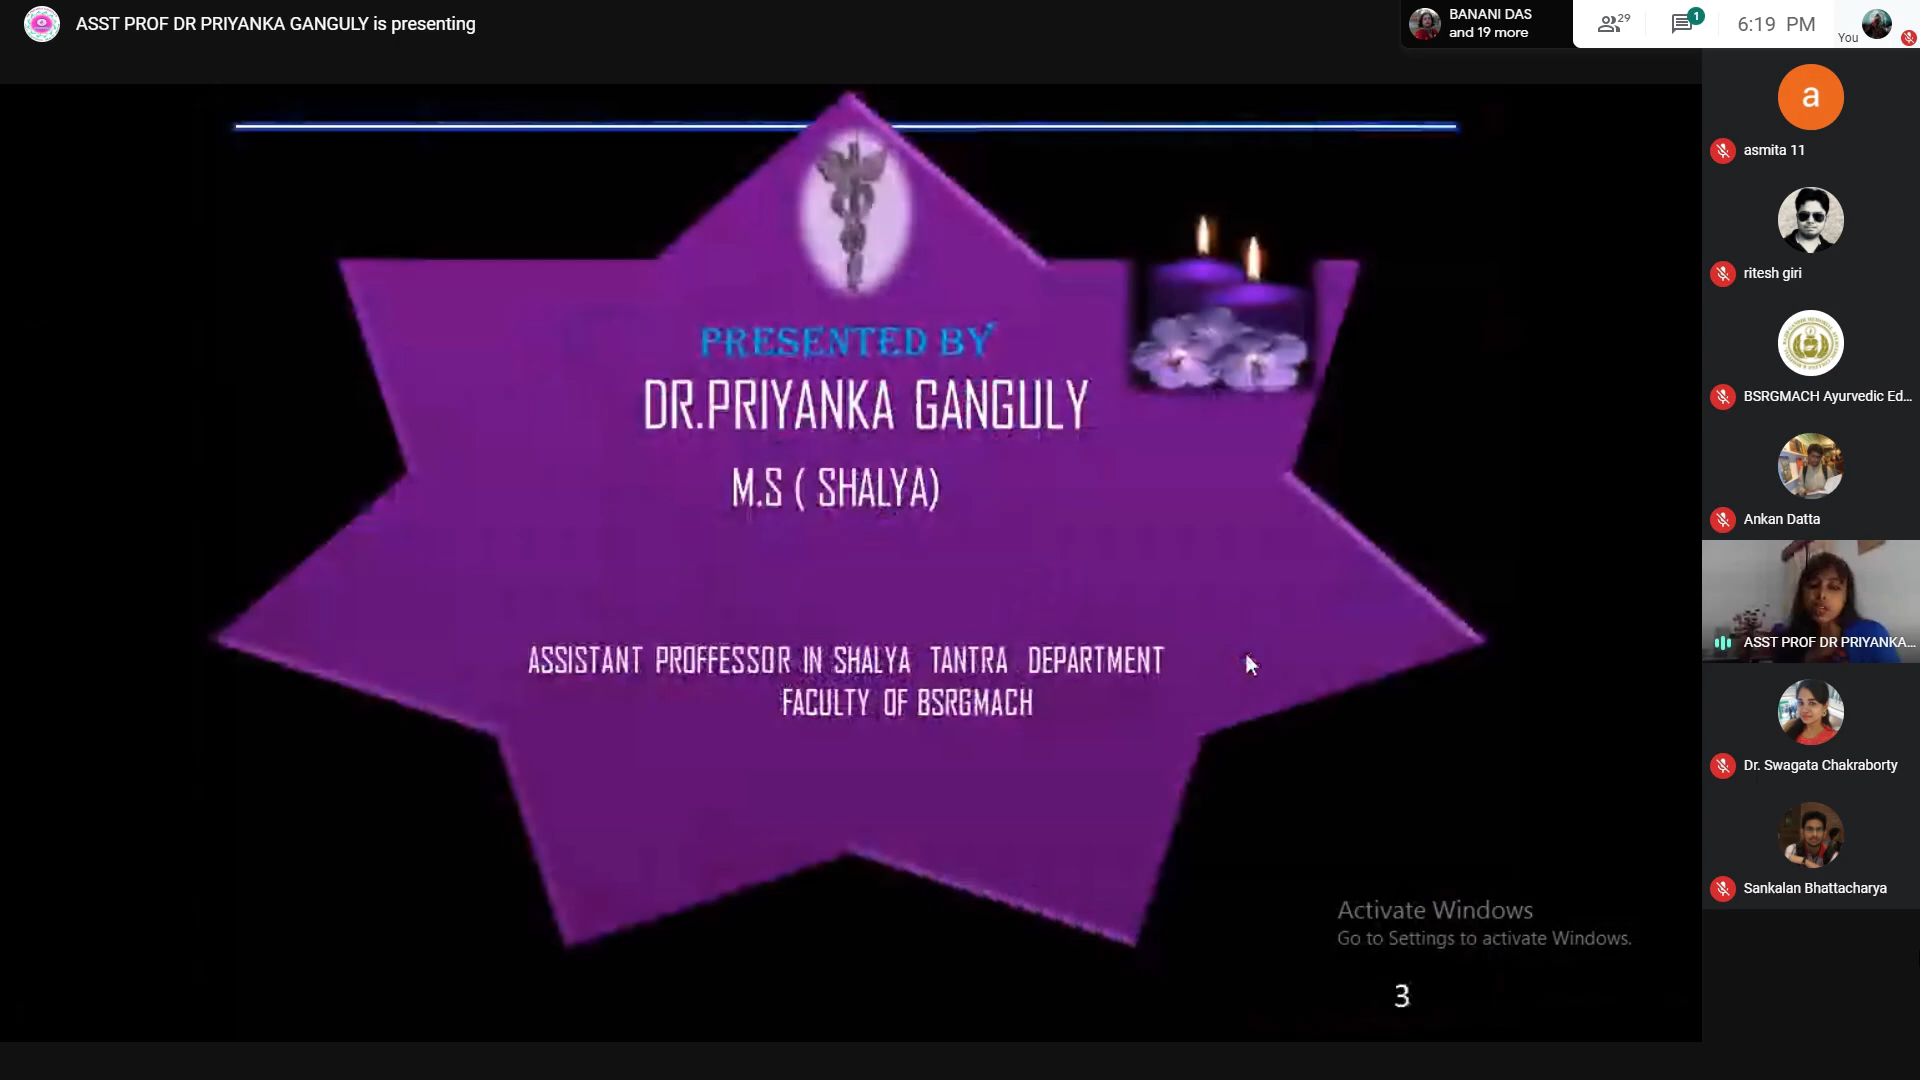 ASST PROF DR PRIYANKA GANGULY is presenting
BANANI DAS
and 19 more
29
1
6:19 PM
You
PRESENTED BY
DR.PRIYANKA GANGULY
M.S ( SHALYA)
ASSISTANT PROFFESSOR IN SHALYA TANTRA DEPARTMENT
FACULTY OF BSRGMACH
Activate Windows
Go to Settings to activate Windows.
3
a
asmita 11
ritesh giri
BSRGMACH Ayurvedic Ed...
Ankan Datta
ASST PROF DR PRIYANKA...
Dr. Swagata Chakraborty
Sankalan Bhattacharya